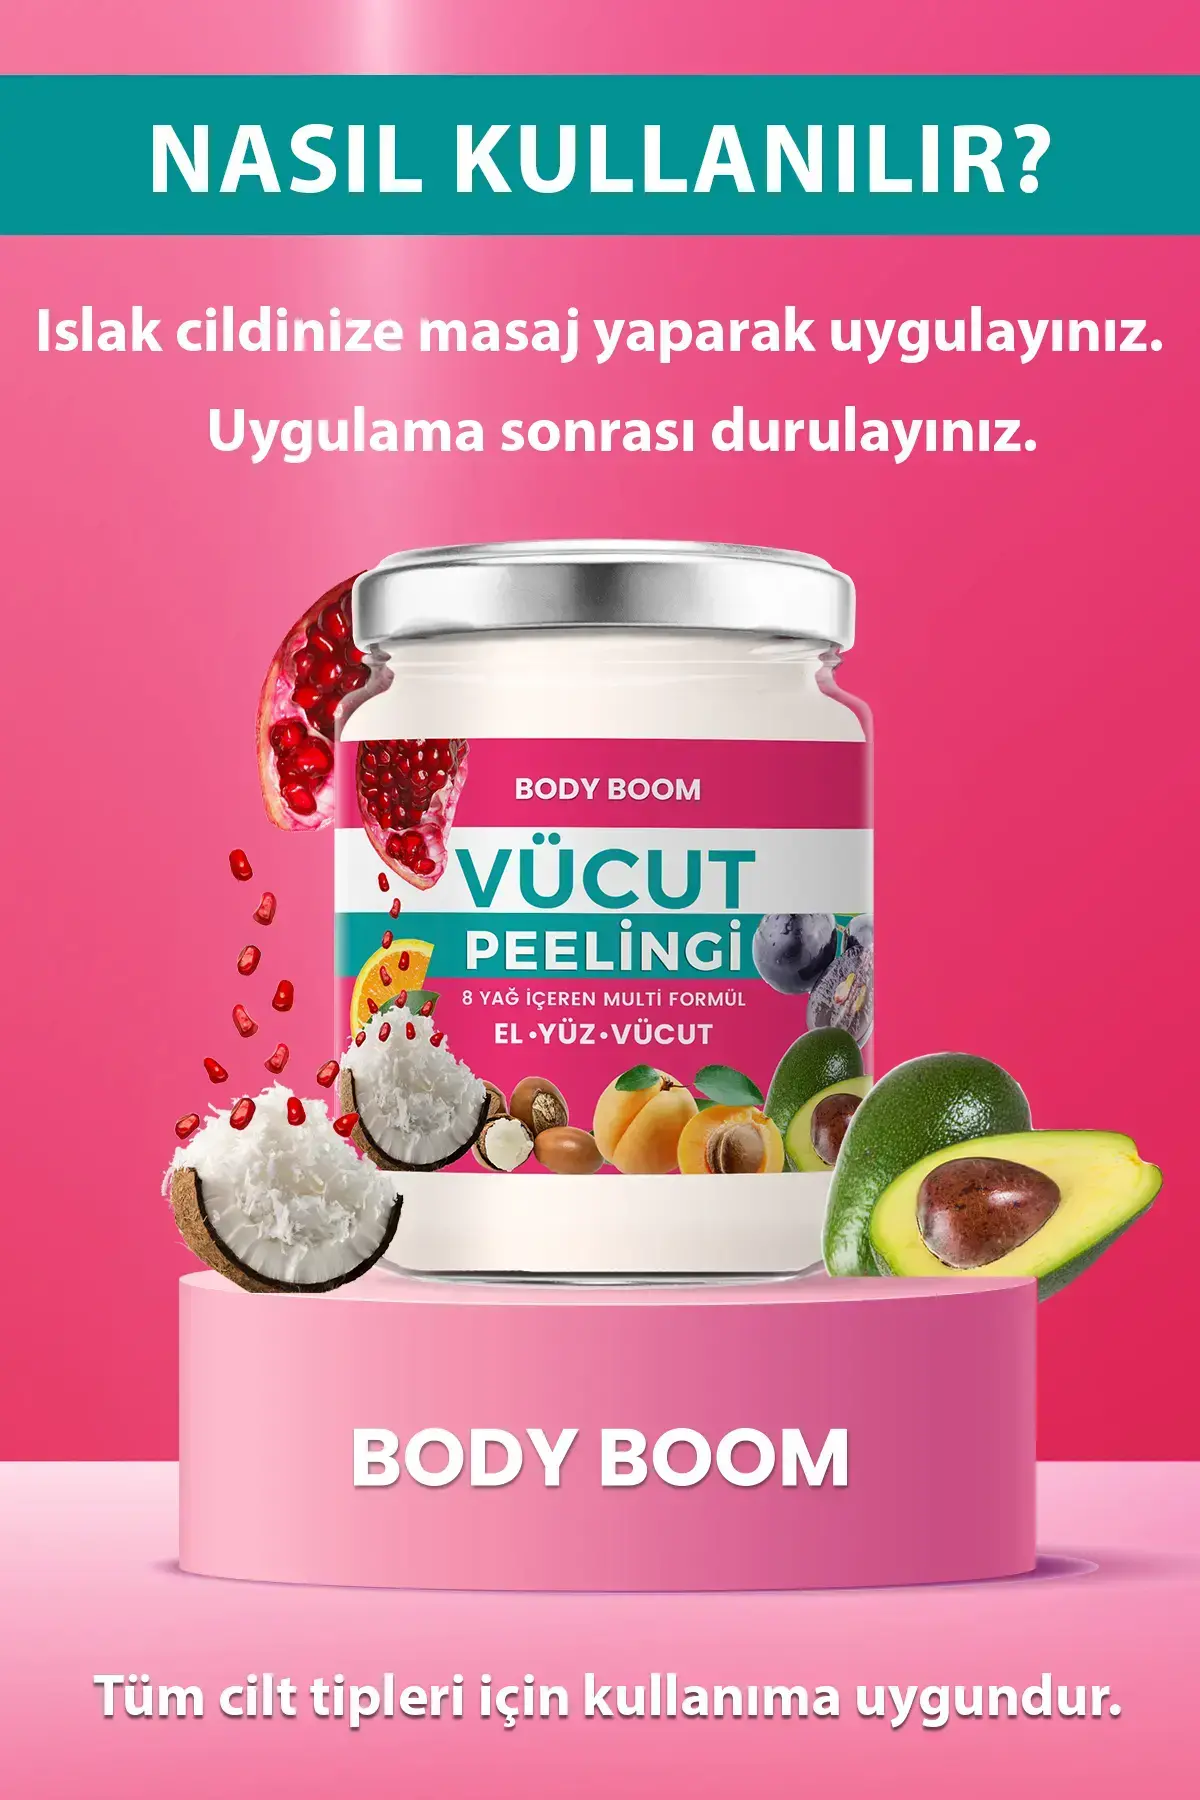 NASIL KULLANILIR?
Islak cildinize masaj yaparak uygulayınız.
Uygulama sonrası durulayınız.
BODY BOOM
VÜCUT
PEELİNGİ
8 YAĞ İÇEREN MULTİ FORMÜL
EL•YÜZ•VÜCUT
BODY BOOM
Tüm cilt tipleri için kullanıma uygundur.